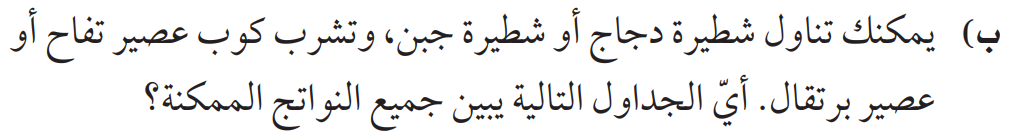 ب) يمكنك تناول شطيرة دجاج أو شطيرة جبن، وتشرب كوب عصير تفاح أو
عصير برتقال. أيّ الجداول التالية يبين جميع النواتج الممكنة؟